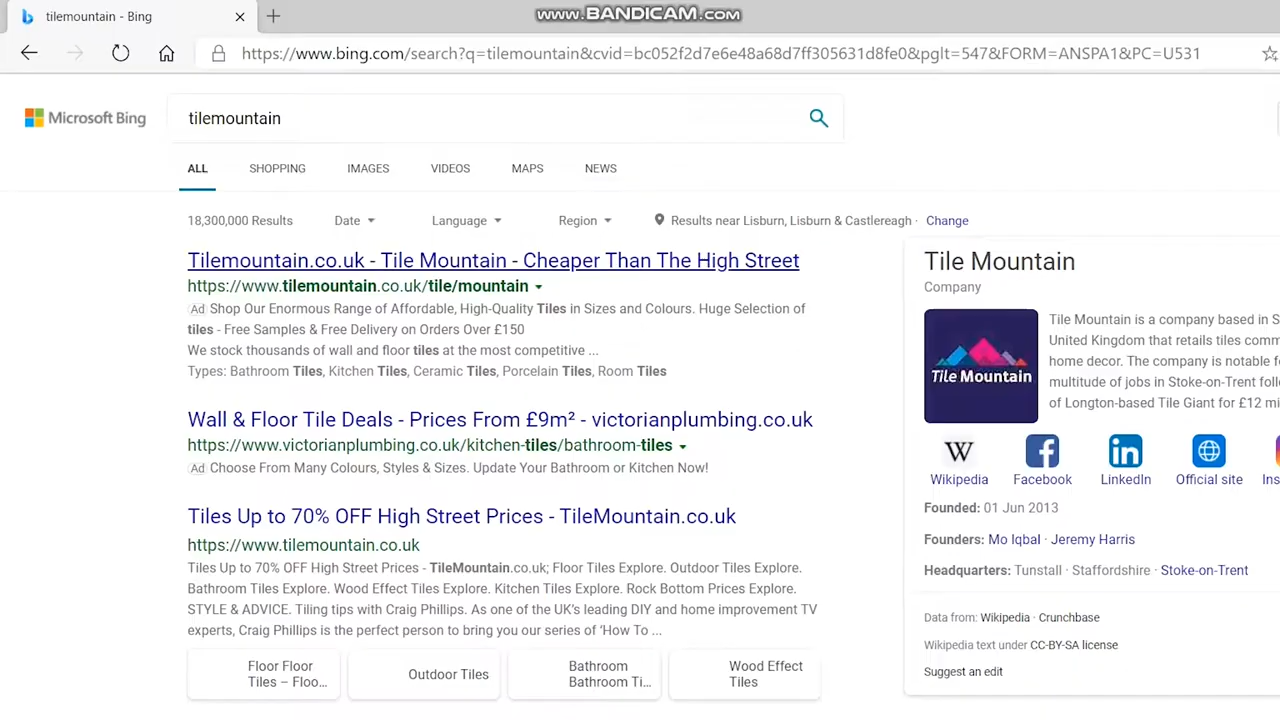 tilemountain - Bing
www.BANDICAM.com
https://www.bing.com/search?q=tilemountain&cvid=bc052f2d7e6e48a68d7ff305631d8fe0&pglt=547&FORM=ANSPA1&PC=U531
Microsoft Bing
tilemountain
ALL SHOPPING IMAGES VIDEOS MAPS NEWS
18,300,000 Results Date Language Region Results near Lisburn, Lisburn & Castlereagh · Change
Tilemountain.co.uk - Tile Mountain - Cheaper Than The High Street
https://www.tilemountain.co.uk/tile/mountain
Ad Shop Our Enormous Range of Affordable, High-Quality Tiles in Sizes and Colours. Huge Selection of
tiles - Free Samples & Free Delivery on Orders Over £150
We stock thousands of wall and floor tiles at the most competitive ...
Types: Bathroom Tiles, Kitchen Tiles, Ceramic Tiles, Porcelain Tiles, Room Tiles
Wall & Floor Tile Deals - Prices From £9m² - victorianplumbing.co.uk
https://www.victorianplumbing.co.uk/kitchen-tiles/bathroom-tiles
Ad Choose From Many Colours, Styles & Sizes. Update Your Bathroom or Kitchen Now!
Tiles Up to 70% OFF High Street Prices - TileMountain.co.uk
https://www.tilemountain.co.uk
Tiles Up to 70% OFF High Street Prices - TileMountain.co.uk; Floor Tiles Explore. Outdoor Tiles Explore.
Bathroom Tiles Explore. Wood Effect Tiles Explore. Kitchen Tiles Explore. Rock Bottom Prices Explore.
STYLE & ADVICE. Tiling tips with Craig Phillips. As one of the UK's leading DIY and home improvement TV
experts, Craig Phillips is the perfect person to bring you our series of 'How To ...
Floor Floor
Tiles – Floo...
Outdoor Tiles
Bathroom
Bathroom Ti...
Wood Effect
Tiles
Tile Mountain
Company
Tile Mountain
Tile Mountain is a company based in S
United Kingdom that retails tiles comm
home decor. The company is notable f
multitude of jobs in Stoke-on-Trent foll
of Longton-based Tile Giant for £12 mi
Wikipedia Facebook LinkedIn Official site Ins
Founded: 01 Jun 2013
Founders: Mo Iqbal · Jeremy Harris
Headquarters: Tunstall · Staffordshire · Stoke-on-Trent
Data from: Wikipedia · Crunchbase
Wikipedia text under CC-BY-SA license
Suggest an edit